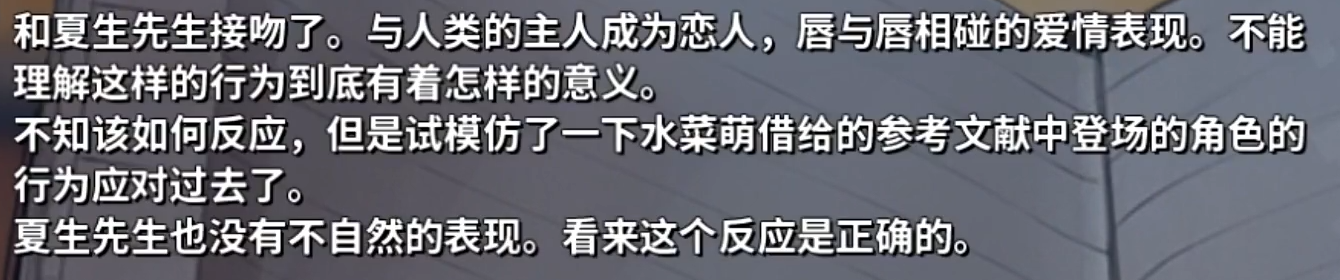 和夏生先生接吻了。与人类的主人成为恋人，唇与唇相碰的爱情表现。不能
理解这样的行为到底有着怎样的意义。
不知该如何反应，但是试模仿了一下水菜萌借给的参考文献中登场的角色的
行为应对过去了。
夏生先生也没有不自然的表现。看来这个反应是正确的。